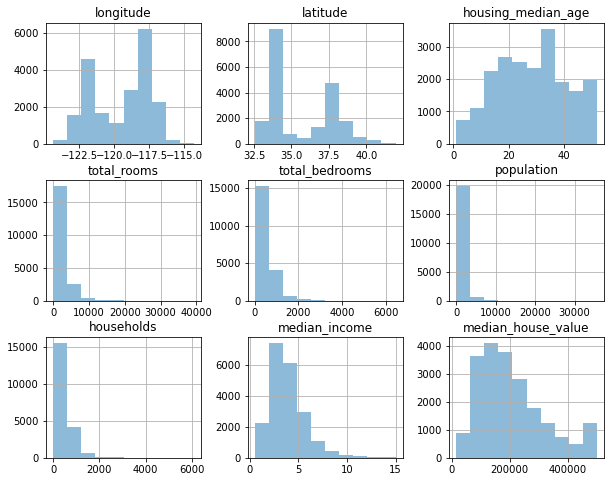 longitude
latitude
housing_median_age
6000
4000
2000
0
−122.5 −120.0 −117.5 −115.0
8000
6000
4000
2000
0
32.5 35.0 37.5 40.0
3000
2000
1000
0
0 20 40
total_rooms
total_bedrooms
population
15000
10000
5000
0
0 10000 20000 30000 40000
15000
10000
5000
0
0 2000 4000 6000
20000
15000
10000
5000
0
0 10000 20000 30000
households
median_income
median_house_value
15000
10000
5000
0
0 2000 4000 6000
6000
4000
2000
0
0 5 10 15
4000
3000
2000
1000
0
200000 400000